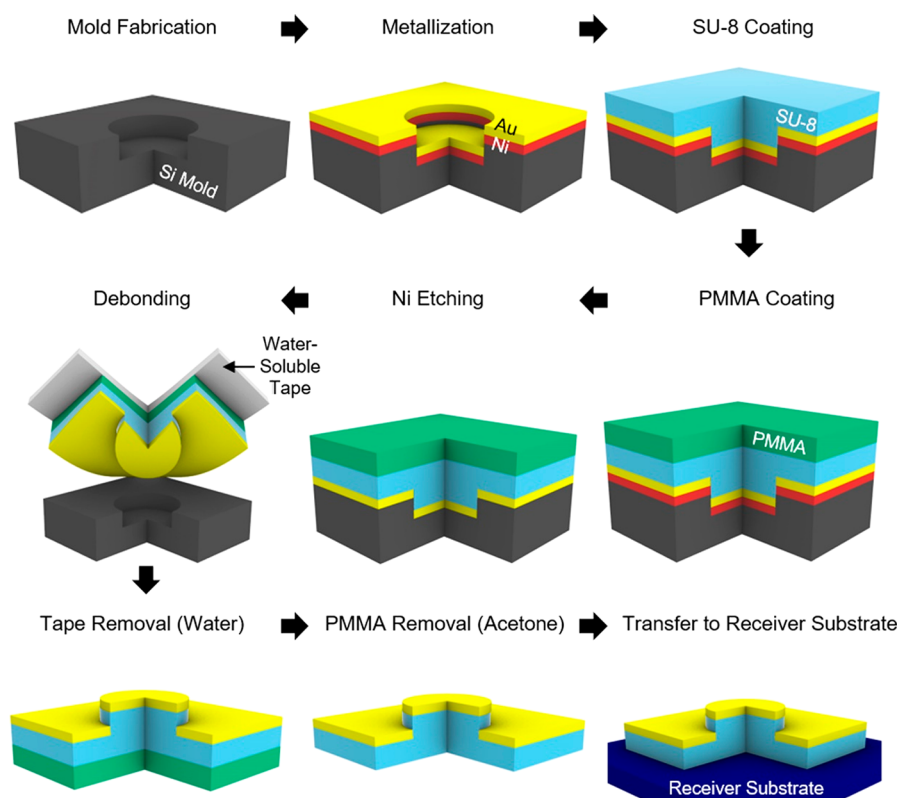 Mold Fabrication
Metallization
SU-8 Coating
Si Mold
Au
Ni
SU-8
PMMA Coating
Ni Etching
Debonding
Water-
Soluble
Tape
PMMA
Tape Removal (Water)
PMMA Removal (Acetone)
Transfer to Receiver Substrate
Receiver Substrate